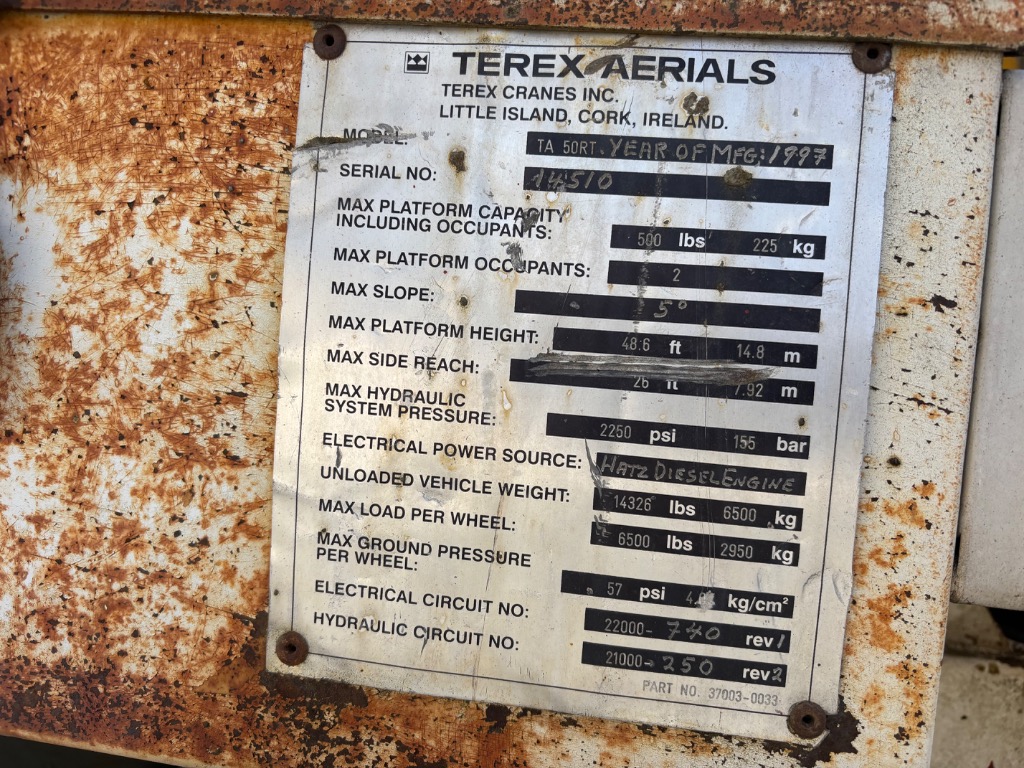 TEREX AERIALS
TEREX CRANES INC.
LITTLE ISLAND, CORK, IRELAND.
MODEL: TA 50RT. YEAR OF MFG: 1997
SERIAL NO: 14510
MAX PLATFORM CAPACITY
INCLUDING OCCUPANTS: 500 lbs 225 kg
MAX PLATFORM OCCUPANTS: 2
MAX SLOPE: 5°
MAX PLATFORM HEIGHT: 48.6 ft 14.8 m
MAX SIDE REACH: 26 ft 7.92 m
MAX HYDRAULIC
SYSTEM PRESSURE: 2250 psi 155 bar
ELECTRICAL POWER SOURCE: HATZ DIESEL ENGINE
UNLOADED VEHICLE WEIGHT: 14326 lbs 6500 kg
MAX LOAD PER WHEEL: 6500 lbs 2950 kg
MAX GROUND PRESSURE
PER WHEEL: 57 psi kg/cm²
ELECTRICAL CIRCUIT NO: 22000- 740 rev 1
HYDRAULIC CIRCUIT NO: 21000- 250 rev 2
PART NO. 37003-0033